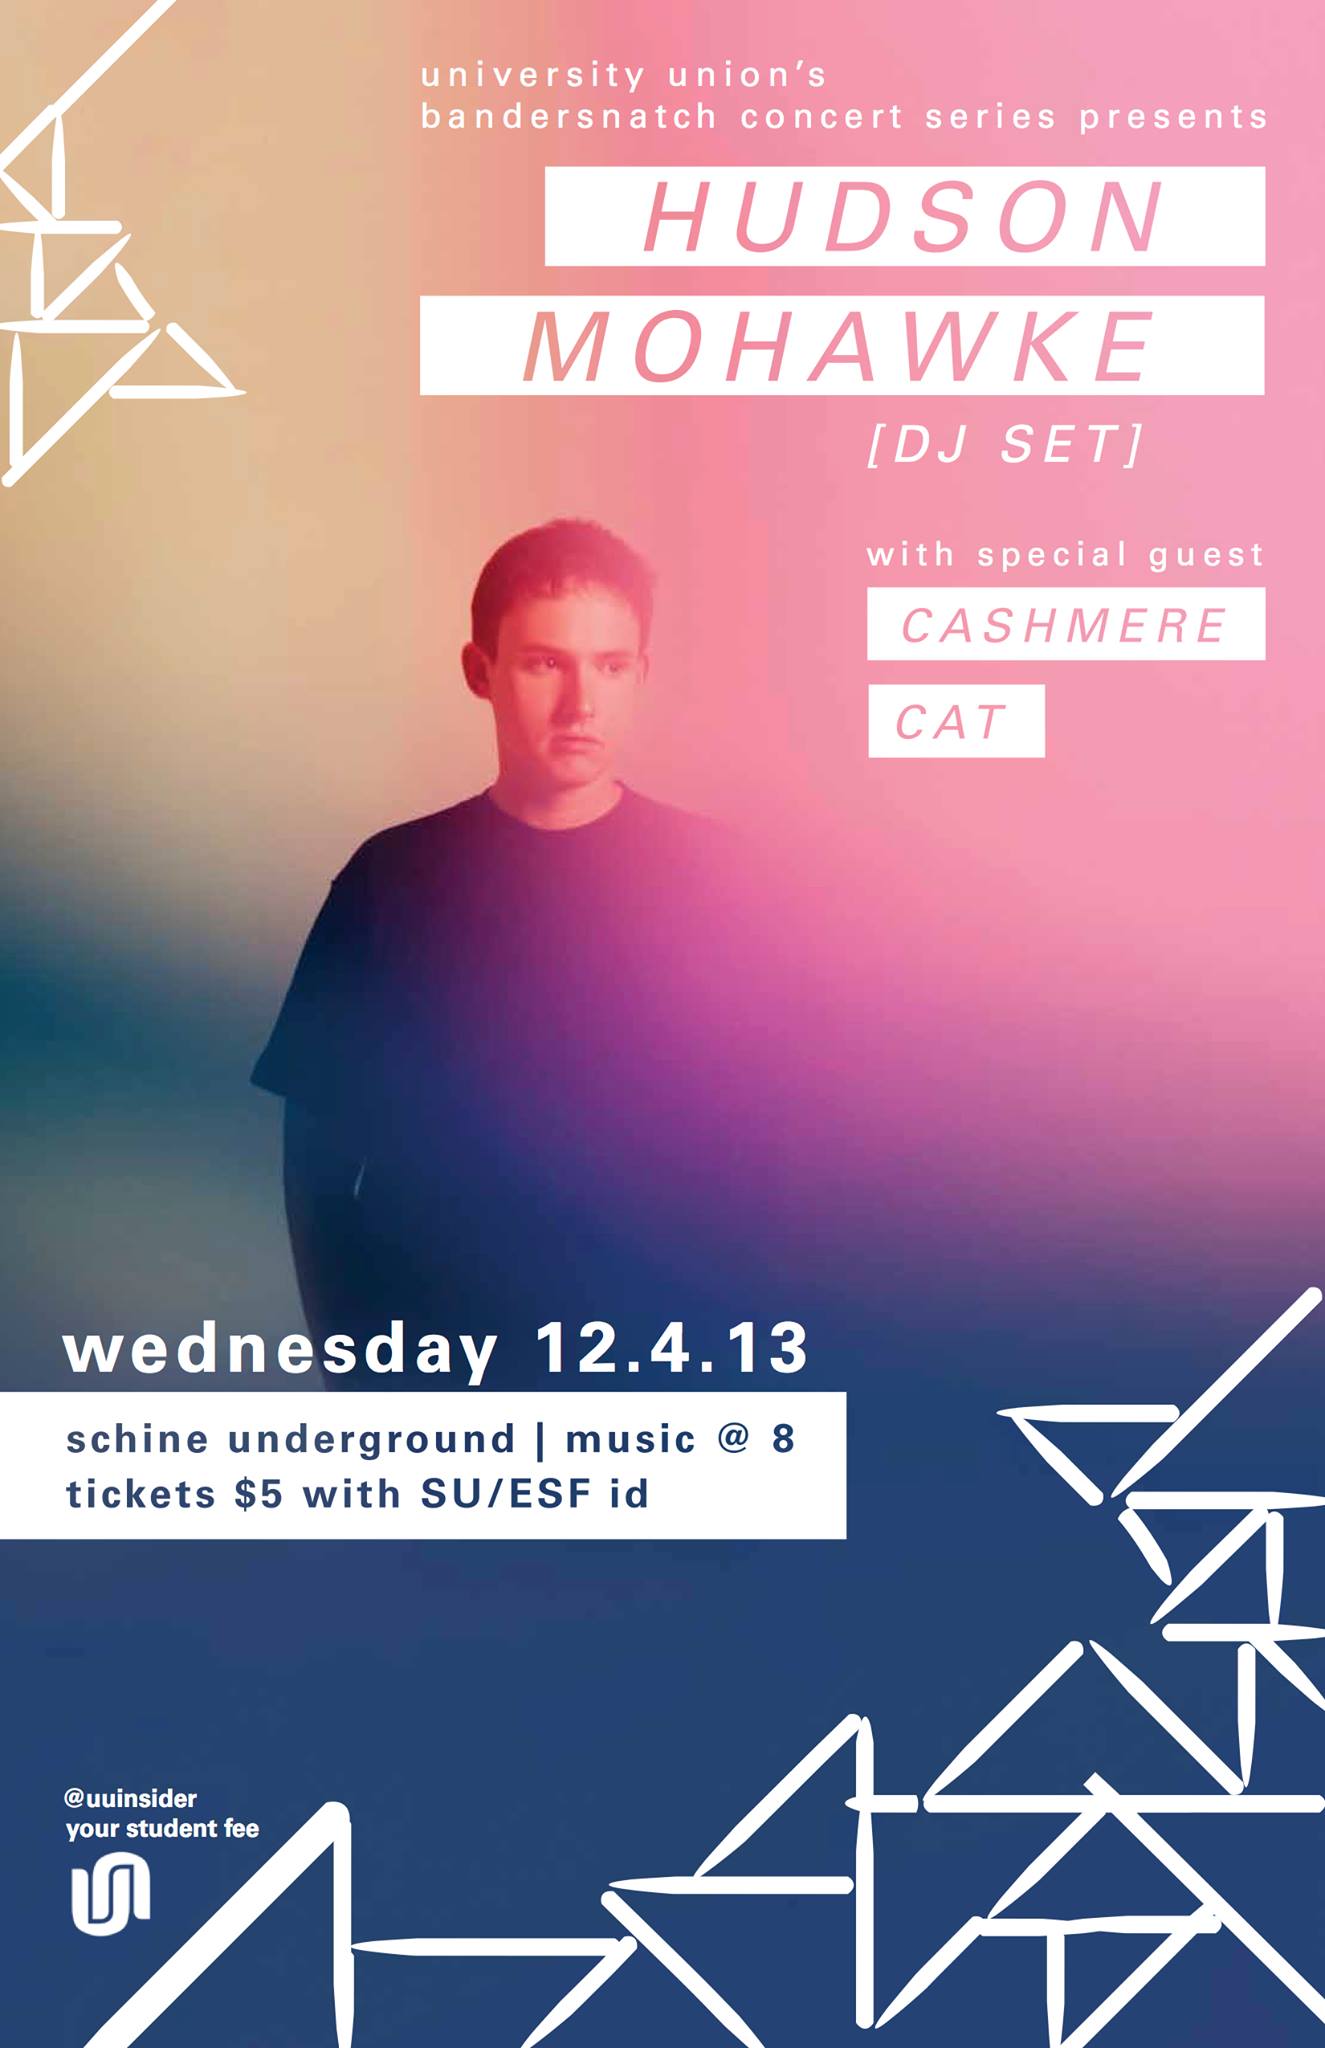 university union’s
bandersnatch concert series presents
HUDSON
MOHAWKE
[DJ SET]
with special guest
CASHMERE
CAT
wednesday 12.4.13
schine underground | music @ 8
tickets $5 with SU/ESF id
@uuinsider
your student fee